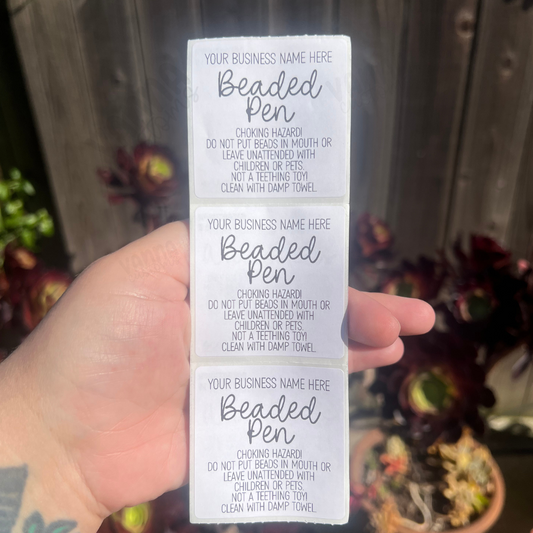 YOUR BUSINESS NAME HERE
Beaded
Pen
CHOKING HAZARD!
DO NOT PUT BEADS IN MOUTH OR
LEAVE UNATTENDED WITH
CHILDREN OR PETS.
NOT A TEETHING TOY!
CLEAN WITH DAMP TOWEL.
YOUR BUSINESS NAME HERE
Beaded
Pen
CHOKING HAZARD!
DO NOT PUT BEADS IN MOUTH OR
LEAVE UNATTENDED WITH
CHILDREN OR PETS.
NOT A TEETHING TOY!
CLEAN WITH DAMP TOWEL.
YOUR BUSINESS NAME HERE
Beaded
Pen
CHOKING HAZARD!
DO NOT PUT BEADS IN MOUTH OR
LEAVE UNATTENDED WITH
CHILDREN OR PETS.
NOT A TEETHING TOY!
CLEAN WITH DAMP TOWEL.